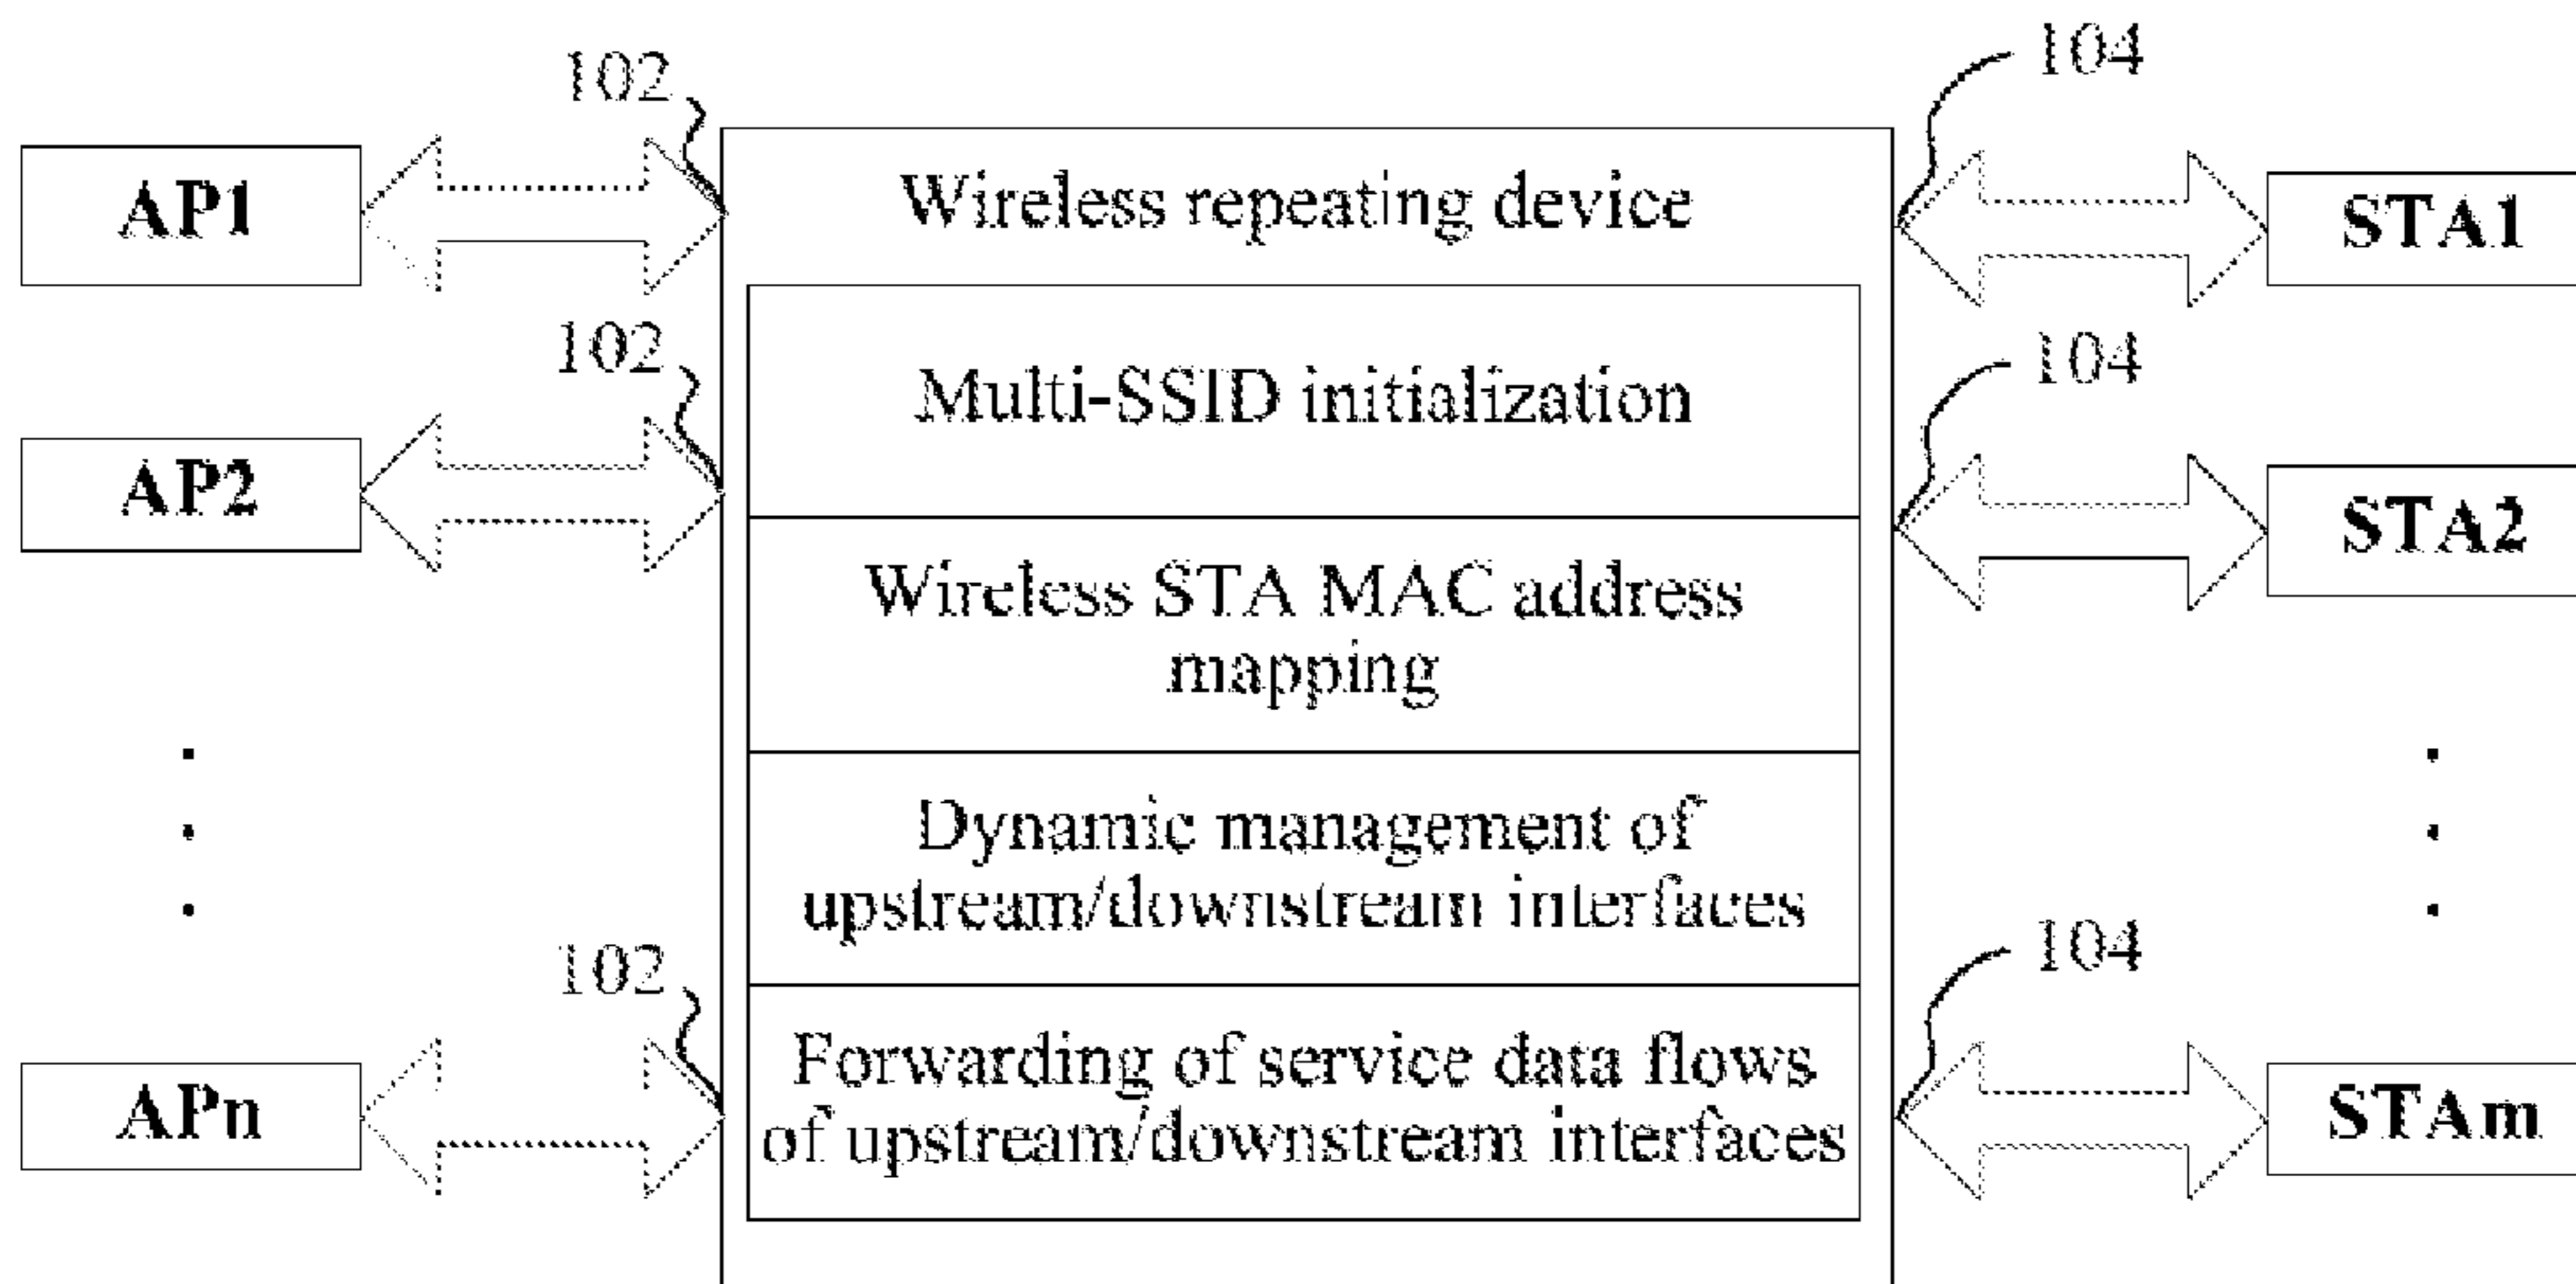 102
104
AP1
Wireless repeating device
STA1
102
104
Multi-SSID initialization
AP2
STA2
Wireless STA MAC address
mapping
Dynamic management of
upstream/downstream interfaces
102
104
Forwarding of service data flows
of upstream/downstream interfaces
APn
STAm